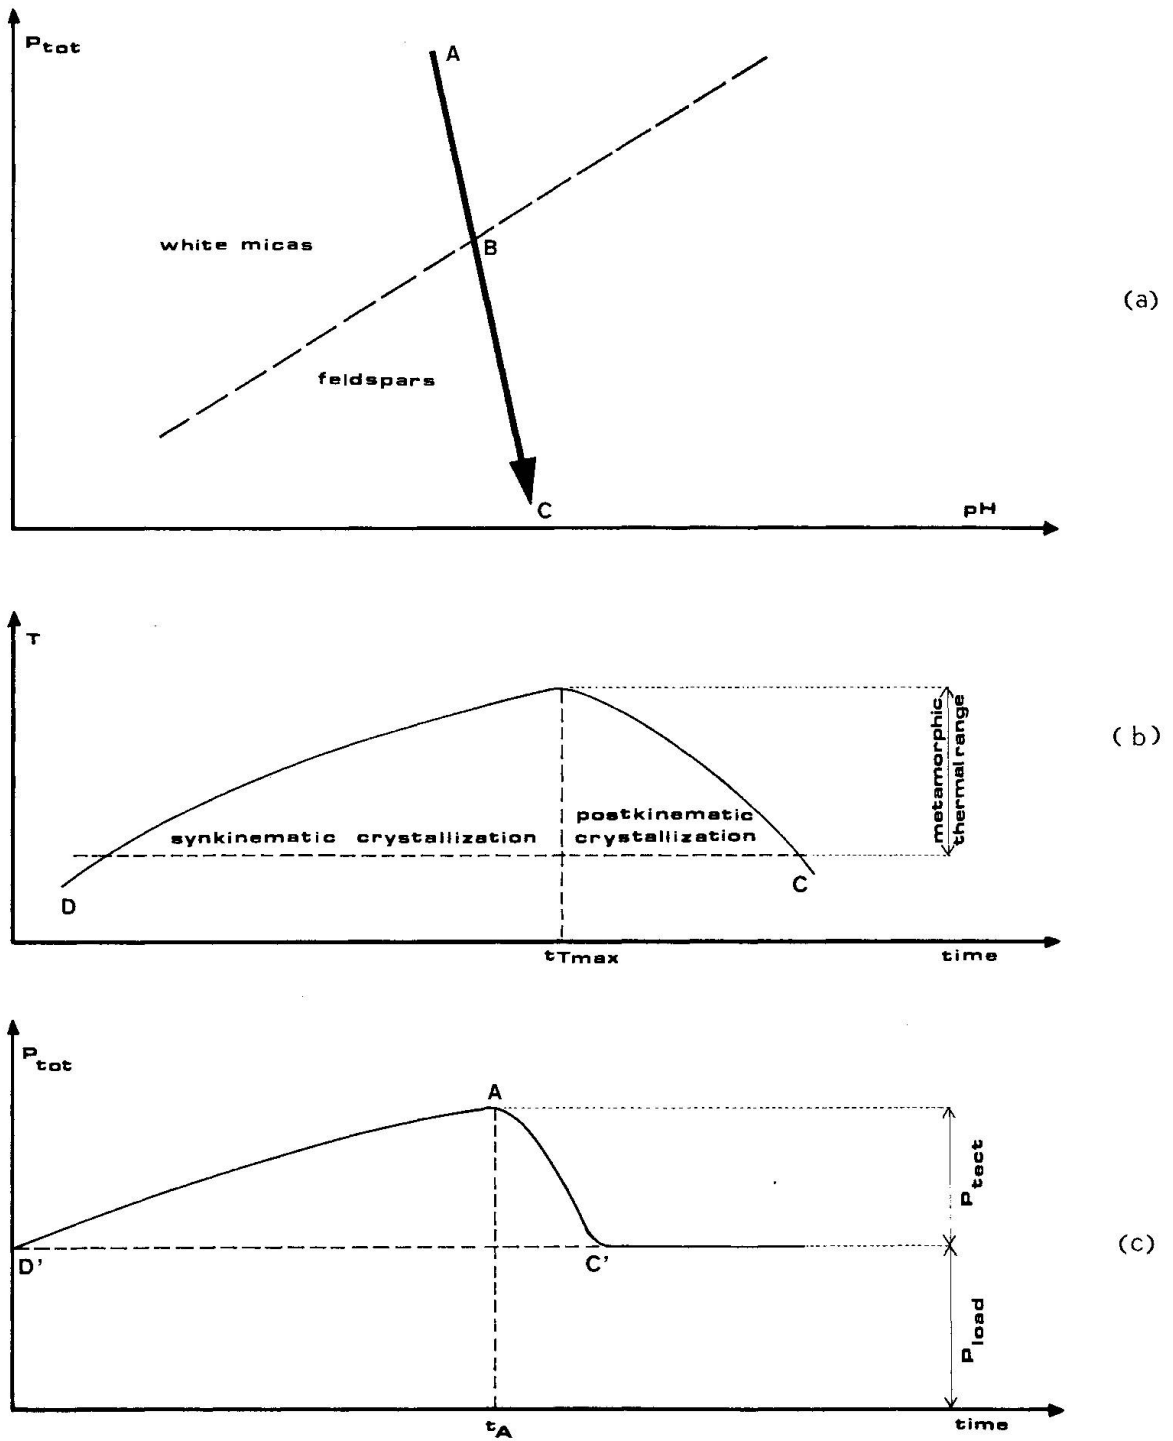 Ptot
A
white micas
B
feldspars
C
pH
(a)
T
metamorphic
thermal range
postkinematic
synkinematic crystallization
crystallization
D
C
tTmax
time
(b)
Ptot
A
Ptect
D'
C'
Pload
tA
time
(c)